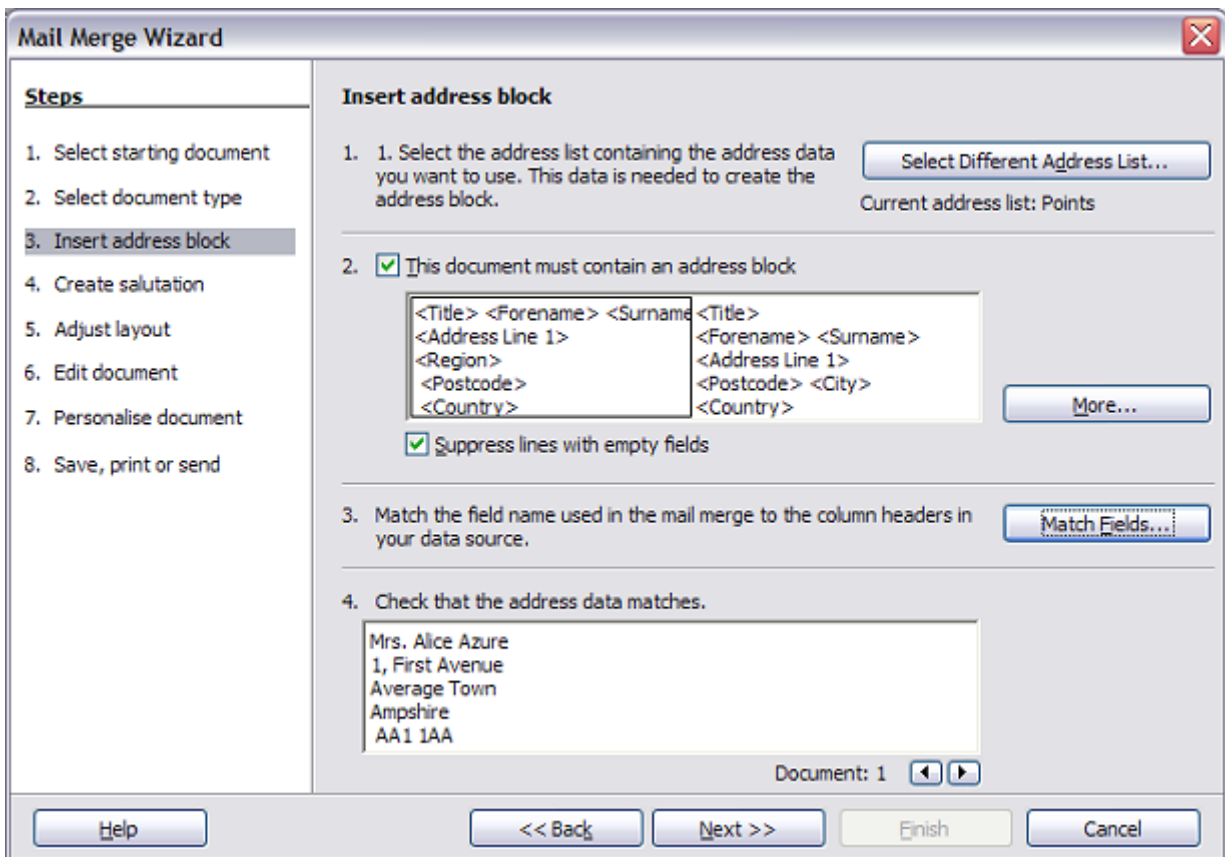 Mail Merge Wizard
Steps
1. Select starting document
2. Select document type
3. Insert address block
4. Create salutation
5. Adjust layout
6. Edit document
7. Personalise document
8. Save, print or send
Insert address block
1. 1. Select the address list containing the address data
you want to use. This data is needed to create the
address block.
Select Different Address List...
Current address list: Points
2. This document must contain an address block
<Title> <Forename> <Surname
<Address Line 1>
<Region>
<Postcode>
<Country>
<Title>
<Forename> <Surname>
<Address Line 1>
<Postcode> <City>
<Country>
More...
Suppress lines with empty fields
3. Match the field name used in the mail merge to the column headers in
your data source.
Match Fields...
4. Check that the address data matches.
Mrs. Alice Azure
1, First Avenue
Average Town
Ampshire
AA1 1AA
Document: 1
Help
<< Back
Next >>
Finish
Cancel